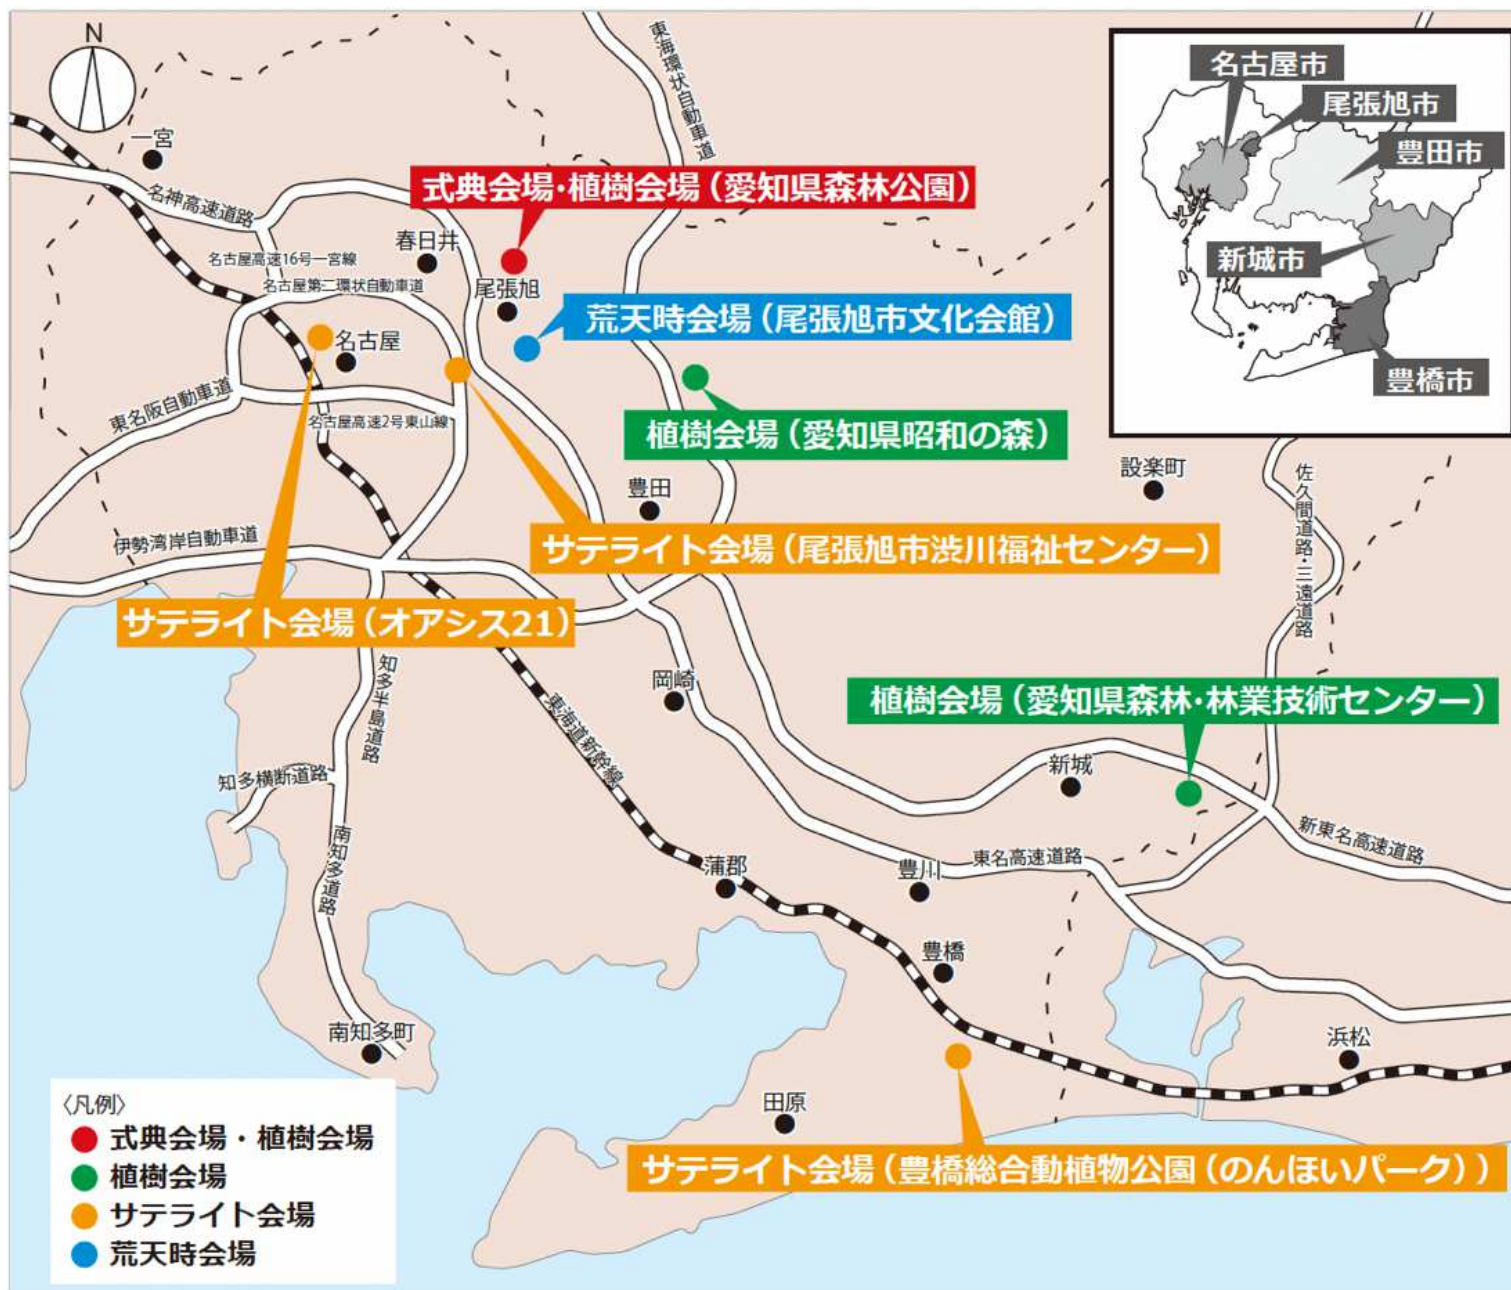 N
東海環状自動車道
名古屋市
尾張旭市
豊田市
新城市
豊橋市
一宮
名神高速道路
式典会場・植樹会場（愛知県森林公園）
春日井
名古屋高速16号一宮線
名古屋第二環状自動車道
尾張旭
荒天時会場（尾張旭市文化会館）
名古屋
東名阪自動車道
名古屋高速2号東山線
植樹会場（愛知県昭和の森）
設楽町
佐久間道路・三遠道路
豊田
伊勢湾岸自動車道
サテライト会場（尾張旭市渋川福祉センター）
サテライト会場（オアシス21）
知多半島道路
岡崎
東海道新幹線
植樹会場（愛知県森林・林業技術センター）
知多横断道路
新城
南知多道路
新東名高速道路
東名高速道路
蒲郡
豊川
豊橋
南知多町
浜松
田原
サテライト会場（豊橋総合動植物公園（のんほいパーク））
〈凡例〉
式典会場・植樹会場
植樹会場
サテライト会場
荒天時会場